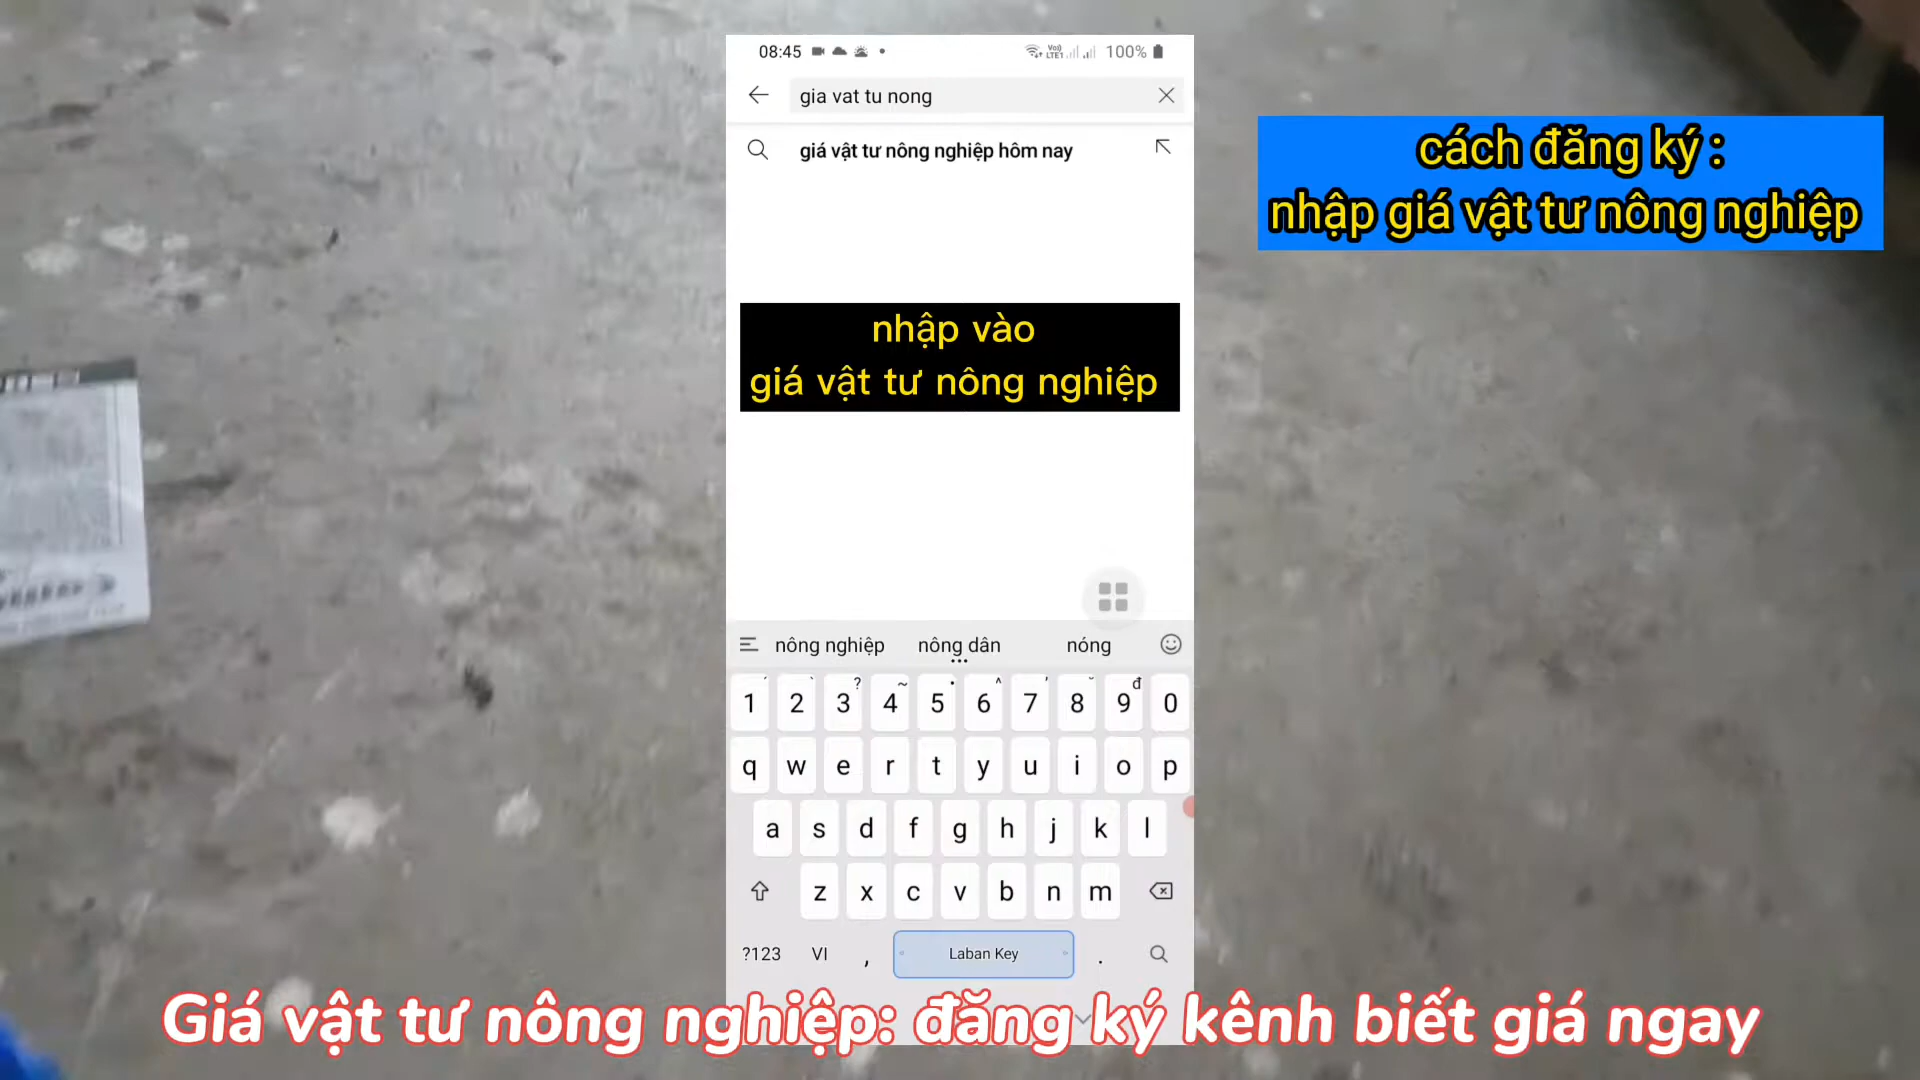 08:45
LTE1 100%
gia vat tu nong
giá vật tư nông nghiệp hôm nay
cách đăng ký :
nhập giá vật tư nông nghiệp
nhập vào
giá vật tư nông nghiệp
nông nghiệp nông dân nóng
1 2 3 4 5 6 7 8 9 0
q w e r t y u i o p
a s d f g h j k l
z x c v b n m
?123 VI , Laban Key .
Giá vật tư nông nghiệp: đăng ký kênh biết giá ngay